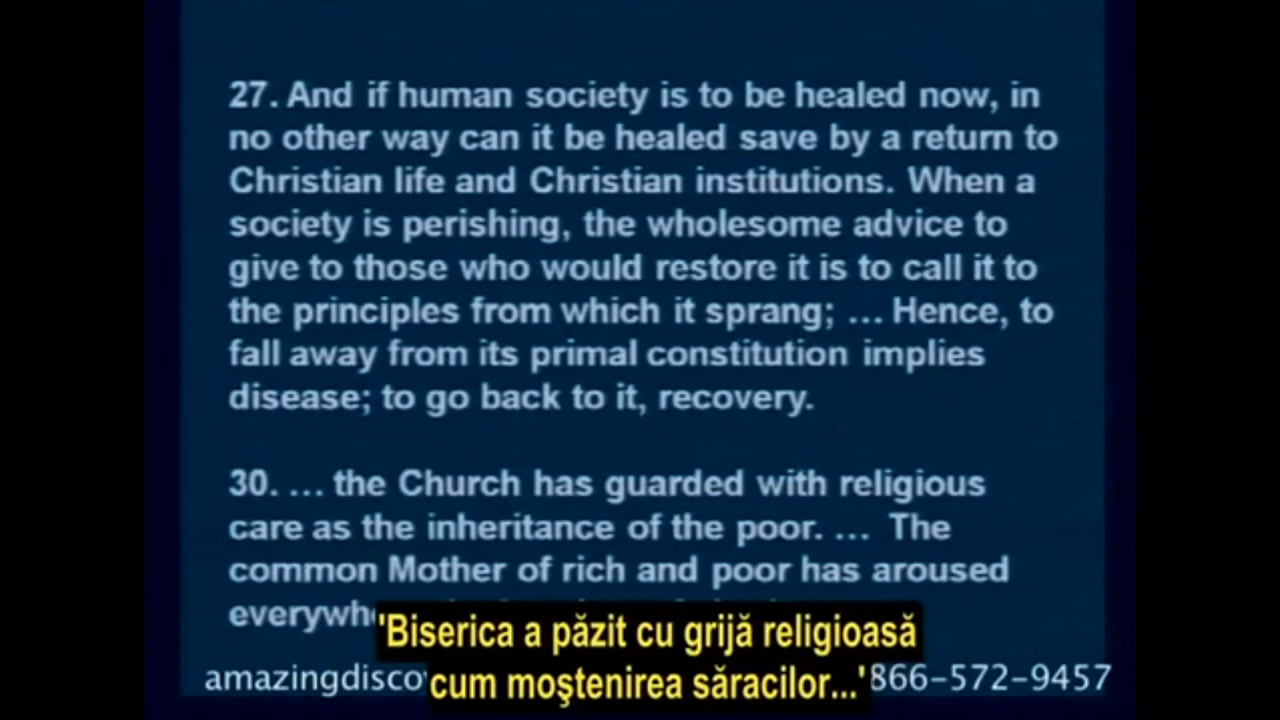 27. And if human society is to be healed now, in
no other way can it be healed save by a return to
Christian life and Christian institutions. When a
society is perishing, the wholesome advice to
give to those who would restore it is to call it to
the principles from which it sprang; ... Hence, to
fall away from its primal constitution implies
disease; to go back to it, recovery.
30. ... the Church has guarded with religious
care as the inheritance of the poor. ... The
common Mother of rich and poor has aroused
'Biserica a păzit cu grijă religioasă
cum moştenirea săracilor...'
866-572-9457